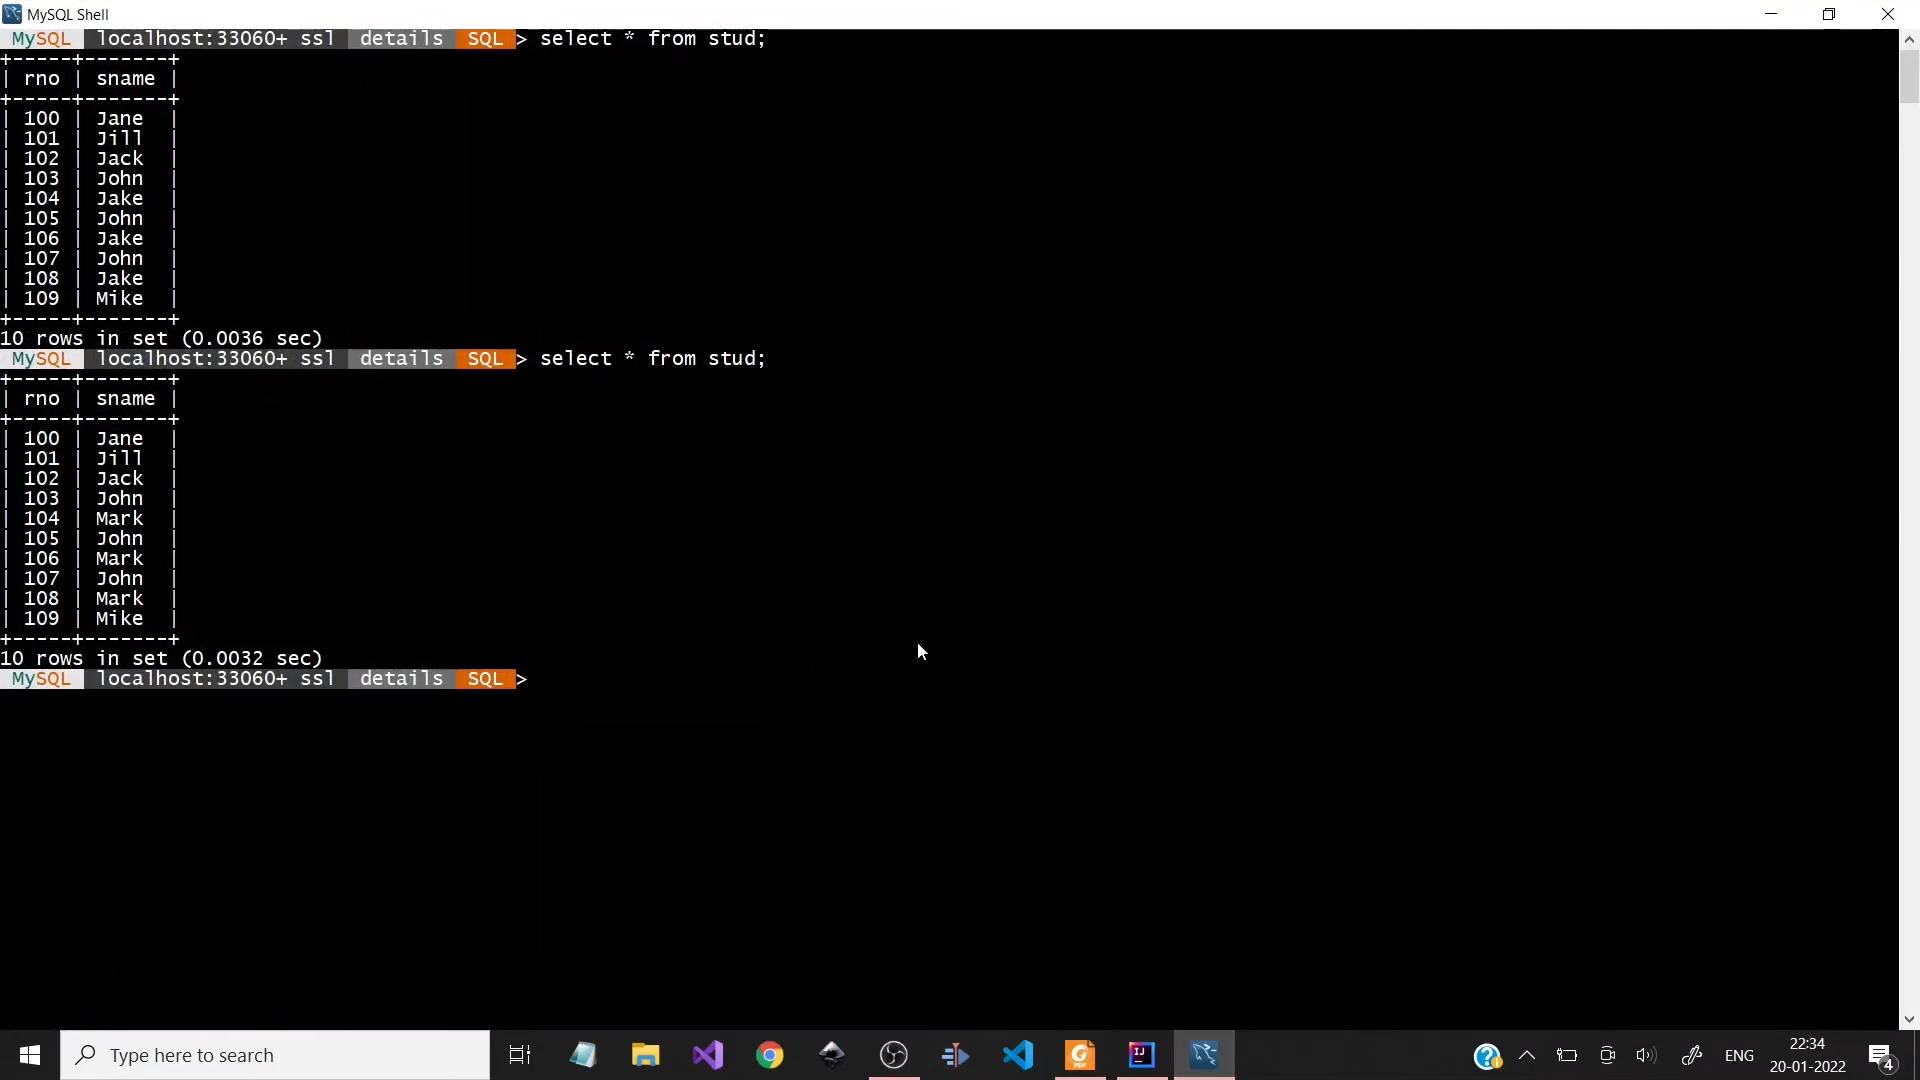 MySQL Shell
MySQL localhost:33060+ ssl details SQL > select * from stud;
+-----+-------+
| rno | sname |
+-----+-------+
| 100 | Jane  |
| 101 | Jill  |
| 102 | Jack  |
| 103 | John  |
| 104 | Jake  |
| 105 | John  |
| 106 | Jake  |
| 107 | John  |
| 108 | Jake  |
| 109 | Mike  |
+-----+-------+
10 rows in set (0.0036 sec)
MySQL localhost:33060+ ssl details SQL > select * from stud;
+-----+-------+
| rno | sname |
+-----+-------+
| 100 | Jane  |
| 101 | Jill  |
| 102 | Jack  |
| 103 | John  |
| 104 | Mark  |
| 105 | John  |
| 106 | Mark  |
| 107 | John  |
| 108 | Mark  |
| 109 | Mike  |
+-----+-------+
10 rows in set (0.0032 sec)
MySQL localhost:33060+ ssl details SQL >
Type here to search
PDF
IJ
ENG
22:34
20-01-2022
4